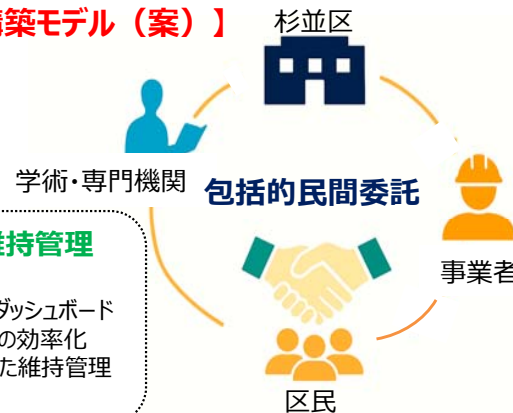 構築モデル（案）】
杉並区
学術・専門機関
包括的民間委託
維持管理
事業者
ダッシュボード
の効率化
た維持管理
区民